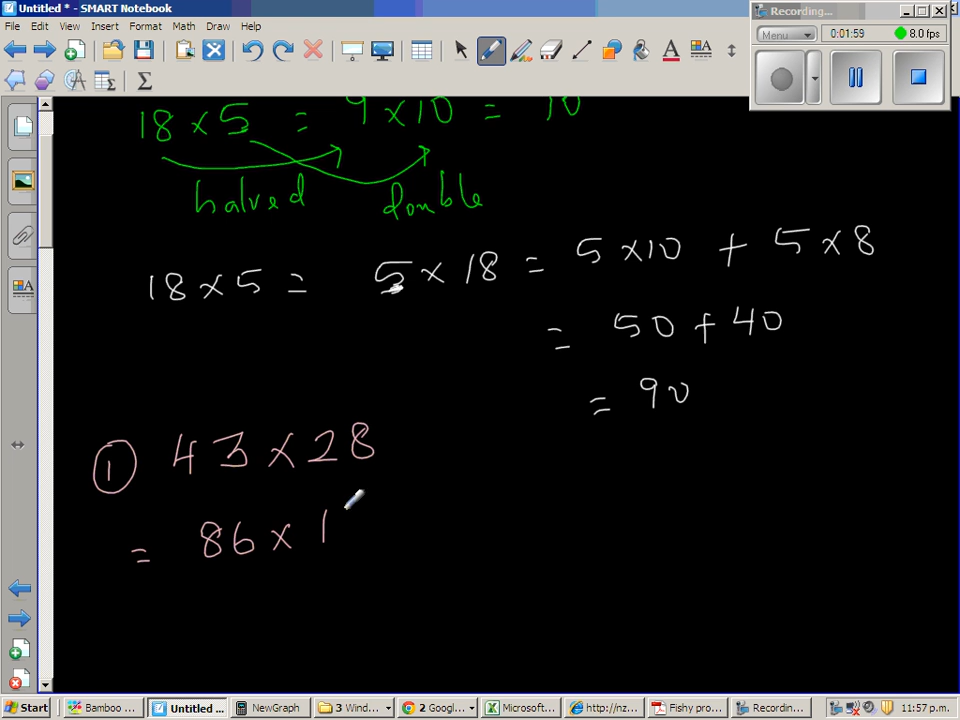 Untitled * - SMART Notebook
File Edit View Insert Format Math Draw Help
Recording...
Menu 0:01:59 8.0 fps
18 × 5 = 9 × 10 = 10
halved double
18 × 5 = 5 × 18 = 5 × 10 + 5 × 8
= 50 + 40
= 90
① 43 × 28
= 86 × 1
Start Bamboo ... Untitled ... NewGraph 3 Wind... 2 Googl... Microsoft... http://nz... Fishy pro... Recording... 11:57 p.m.